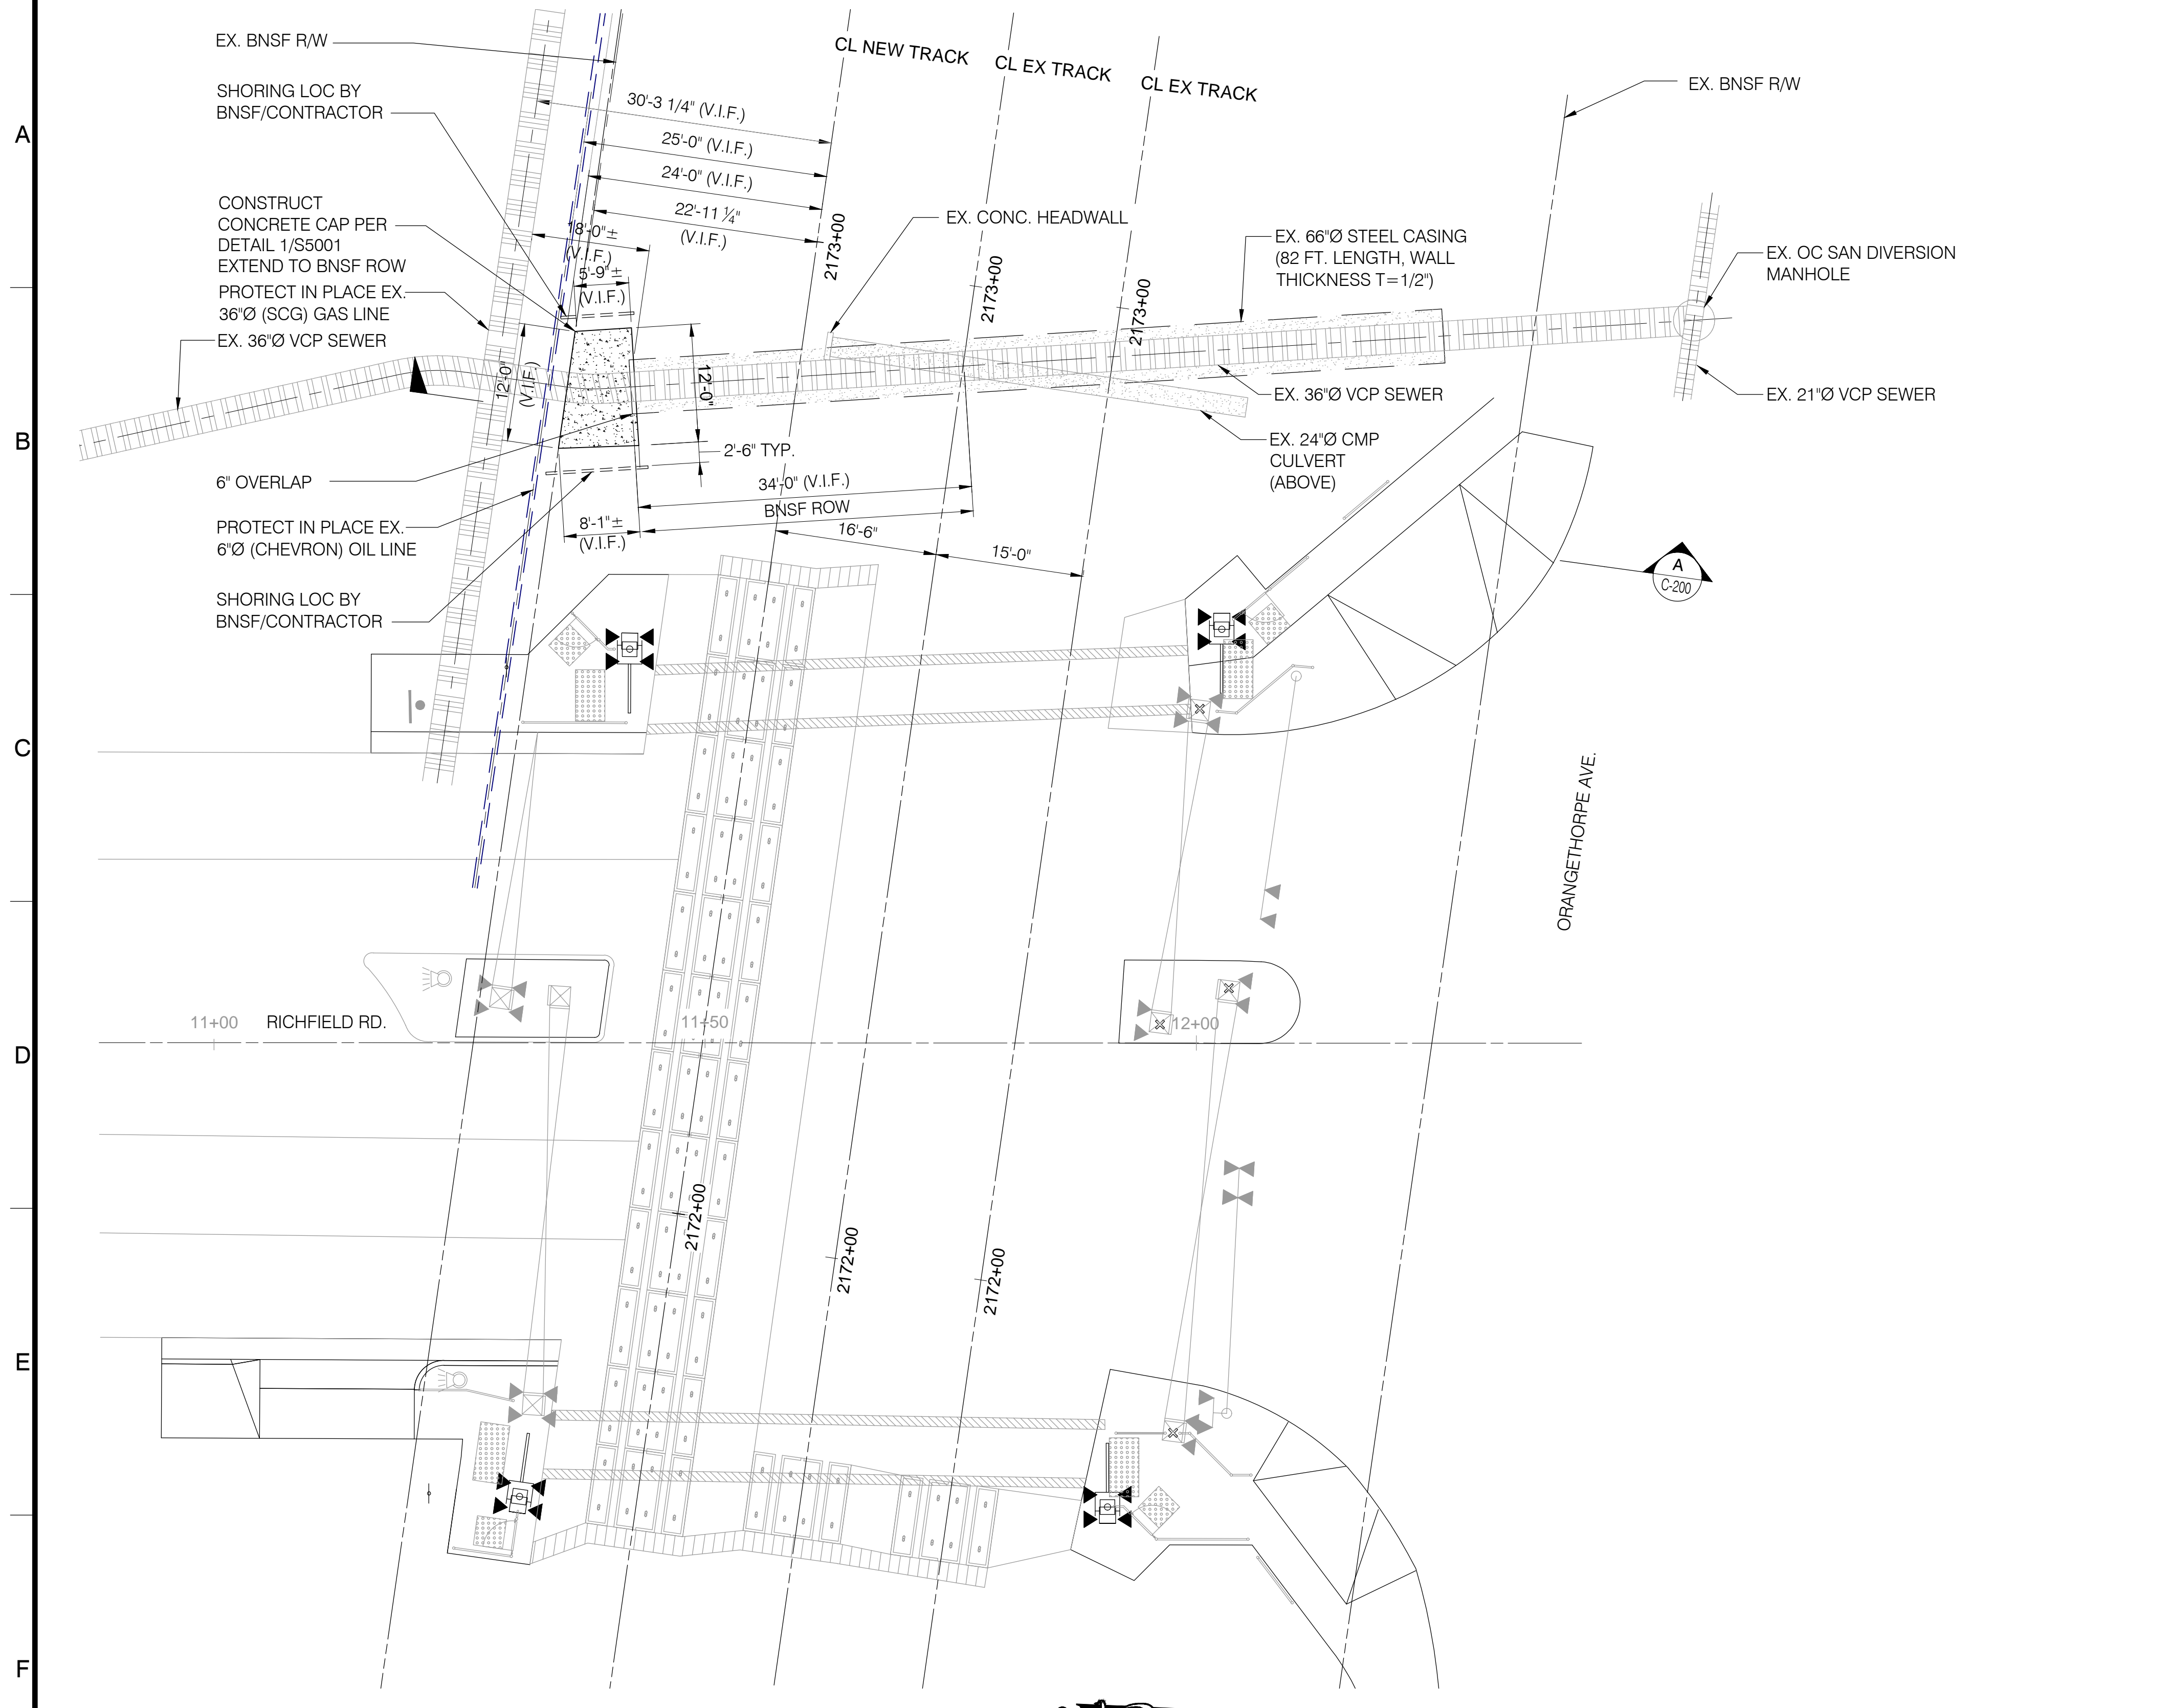 EX. BNSF R/W
SHORING LOC BY
BNSF/CONTRACTOR
CONSTRUCT
CONCRETE CAP PER
DETAIL 1/S5001
EXTEND TO BNSF ROW
PROTECT IN PLACE EX.
36"Ø (SCG) GAS LINE
EX. 36"Ø VCP SEWER
6" OVERLAP
PROTECT IN PLACE EX.
6"Ø (CHEVRON) OIL LINE
SHORING LOC BY
BNSF/CONTRACTOR
CL NEW TRACK
CL EX TRACK
CL EX TRACK
30'-3 1/4" (V.I.F.)
25'-0" (V.I.F.)
24'-0" (V.I.F.)
22'-11 1/4"
(V.I.F.)
18'-0"±
(V.I.F.)
5'-9"±
(V.I.F.)
12'-0"
(V.I.F.)
12'-0"
2'-6" TYP.
34'-0" (V.I.F.)
BNSF ROW
8'-1"±
(V.I.F.)
16'-6"
15'-0"
2173+00
2173+00
2173+00
EX. CONC. HEADWALL
EX. 66"Ø STEEL CASING
(82 FT. LENGTH, WALL
THICKNESS T=1/2")
EX. 36"Ø VCP SEWER
EX. 24"Ø CMP
CULVERT
(ABOVE)
EX. BNSF R/W
EX. OC SAN DIVERSION
MANHOLE
EX. 21"Ø VCP SEWER
A
C-200
ORANGETHORPE AVE.
11+00
RICHFIELD RD.
11+50
12+00
2172+00
2172+00
2172+00
A
B
C
D
E
F